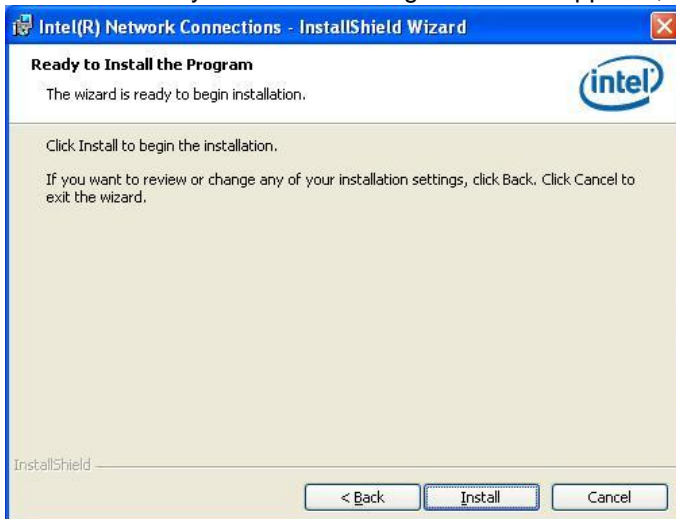 Intel(R) Network Connections - InstallShield Wizard
Ready to Install the Program
The wizard is ready to begin installation.
intel
Click Install to begin the installation.
If you want to review or change any of your installation settings, click Back. Click Cancel to
exit the wizard.
InstallShield
< Back Install Cancel